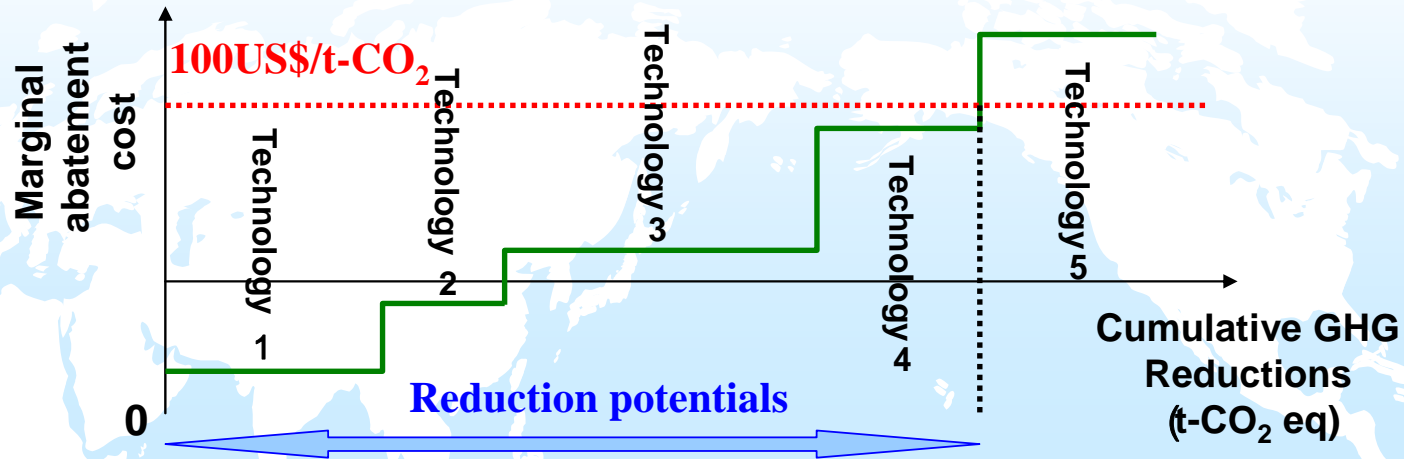 Marginal
abatement
cost
100US$/t-CO₂
Technology 1
Technology 2
Technology 3
Technology 4
Technology 5
0
Reduction potentials
Cumulative GHG
Reductions
(t-CO₂ eq)